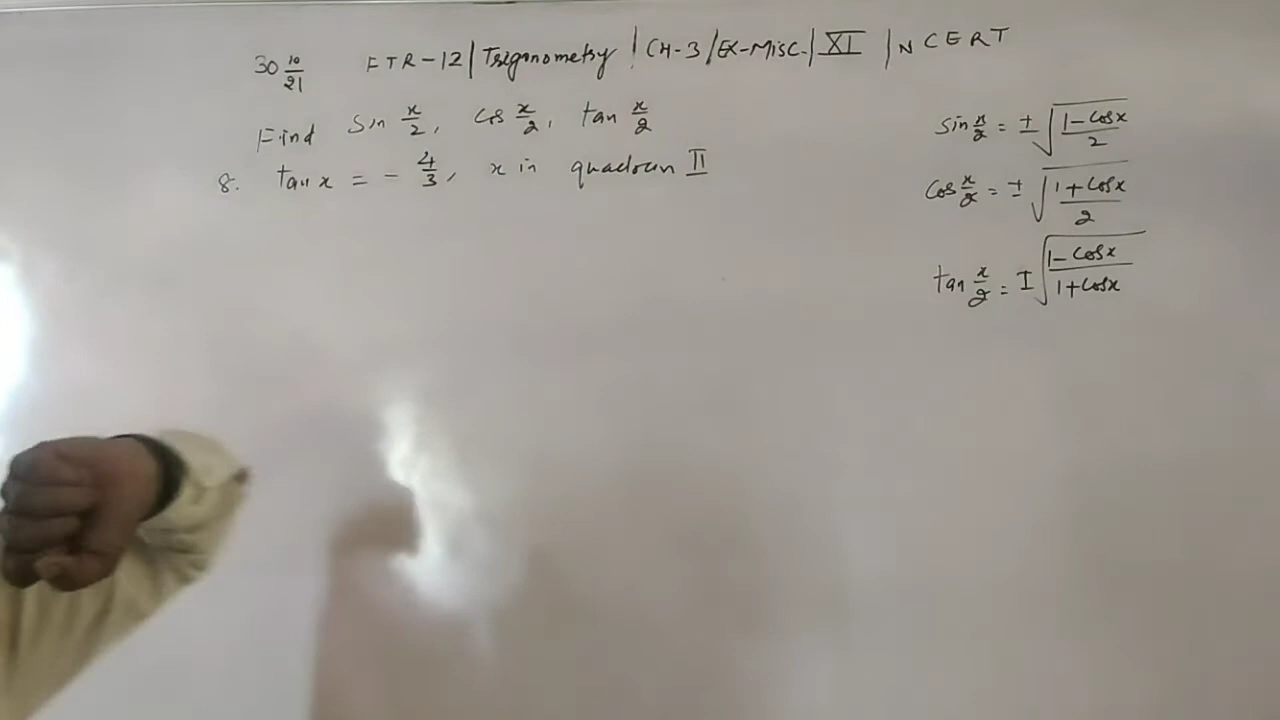 30 10/21 FTR-12 | Trigonometry | CH-3 / EX-Misc. | XI | NCERT
Find sin x/2, cos x/2, tan x/2
8. tan x = - 4/3, x in quadrant II
sin x/2 = ± √((1-cosx)/2)
cos x/2 = ± √((1+cosx)/2)
tan x/2 = ± √((1-cosx)/(1+cosx))